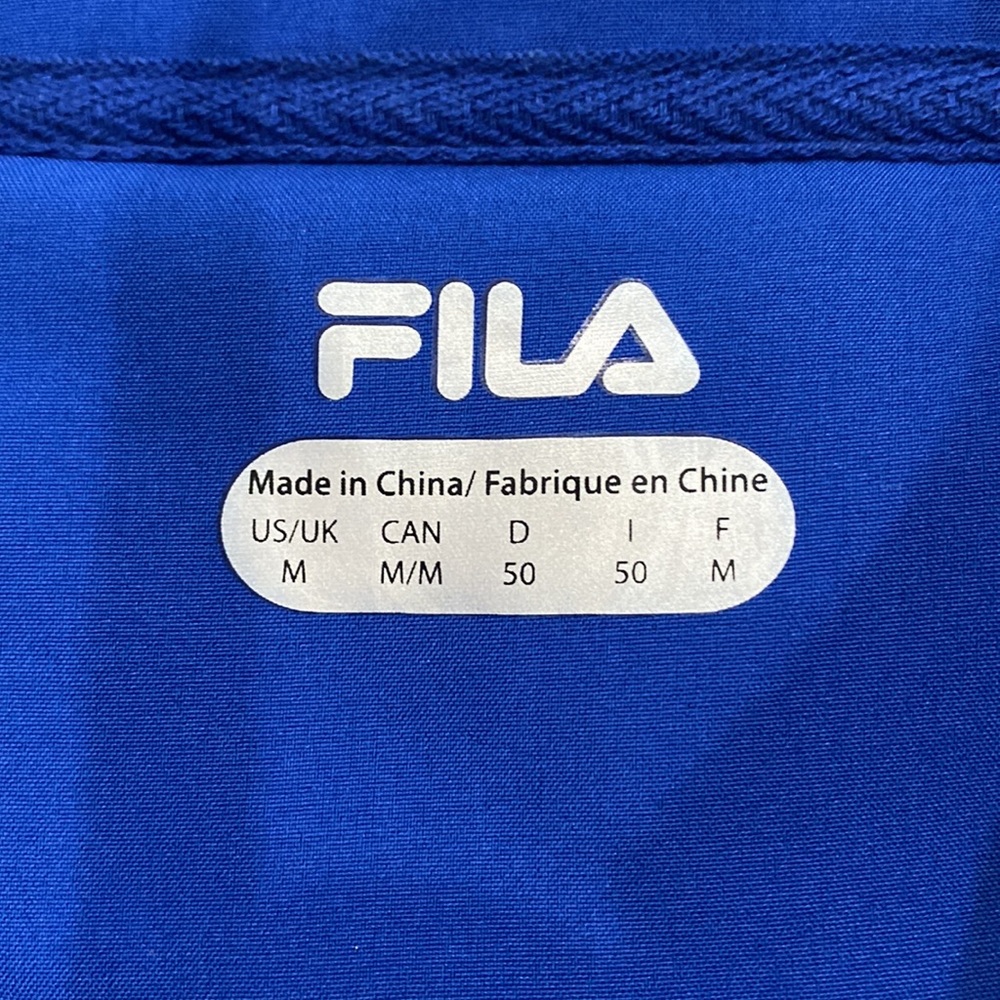 FILA
Made in China/ Fabrique en Chine
US/UK CAN D I F
M M/M 50 50 M